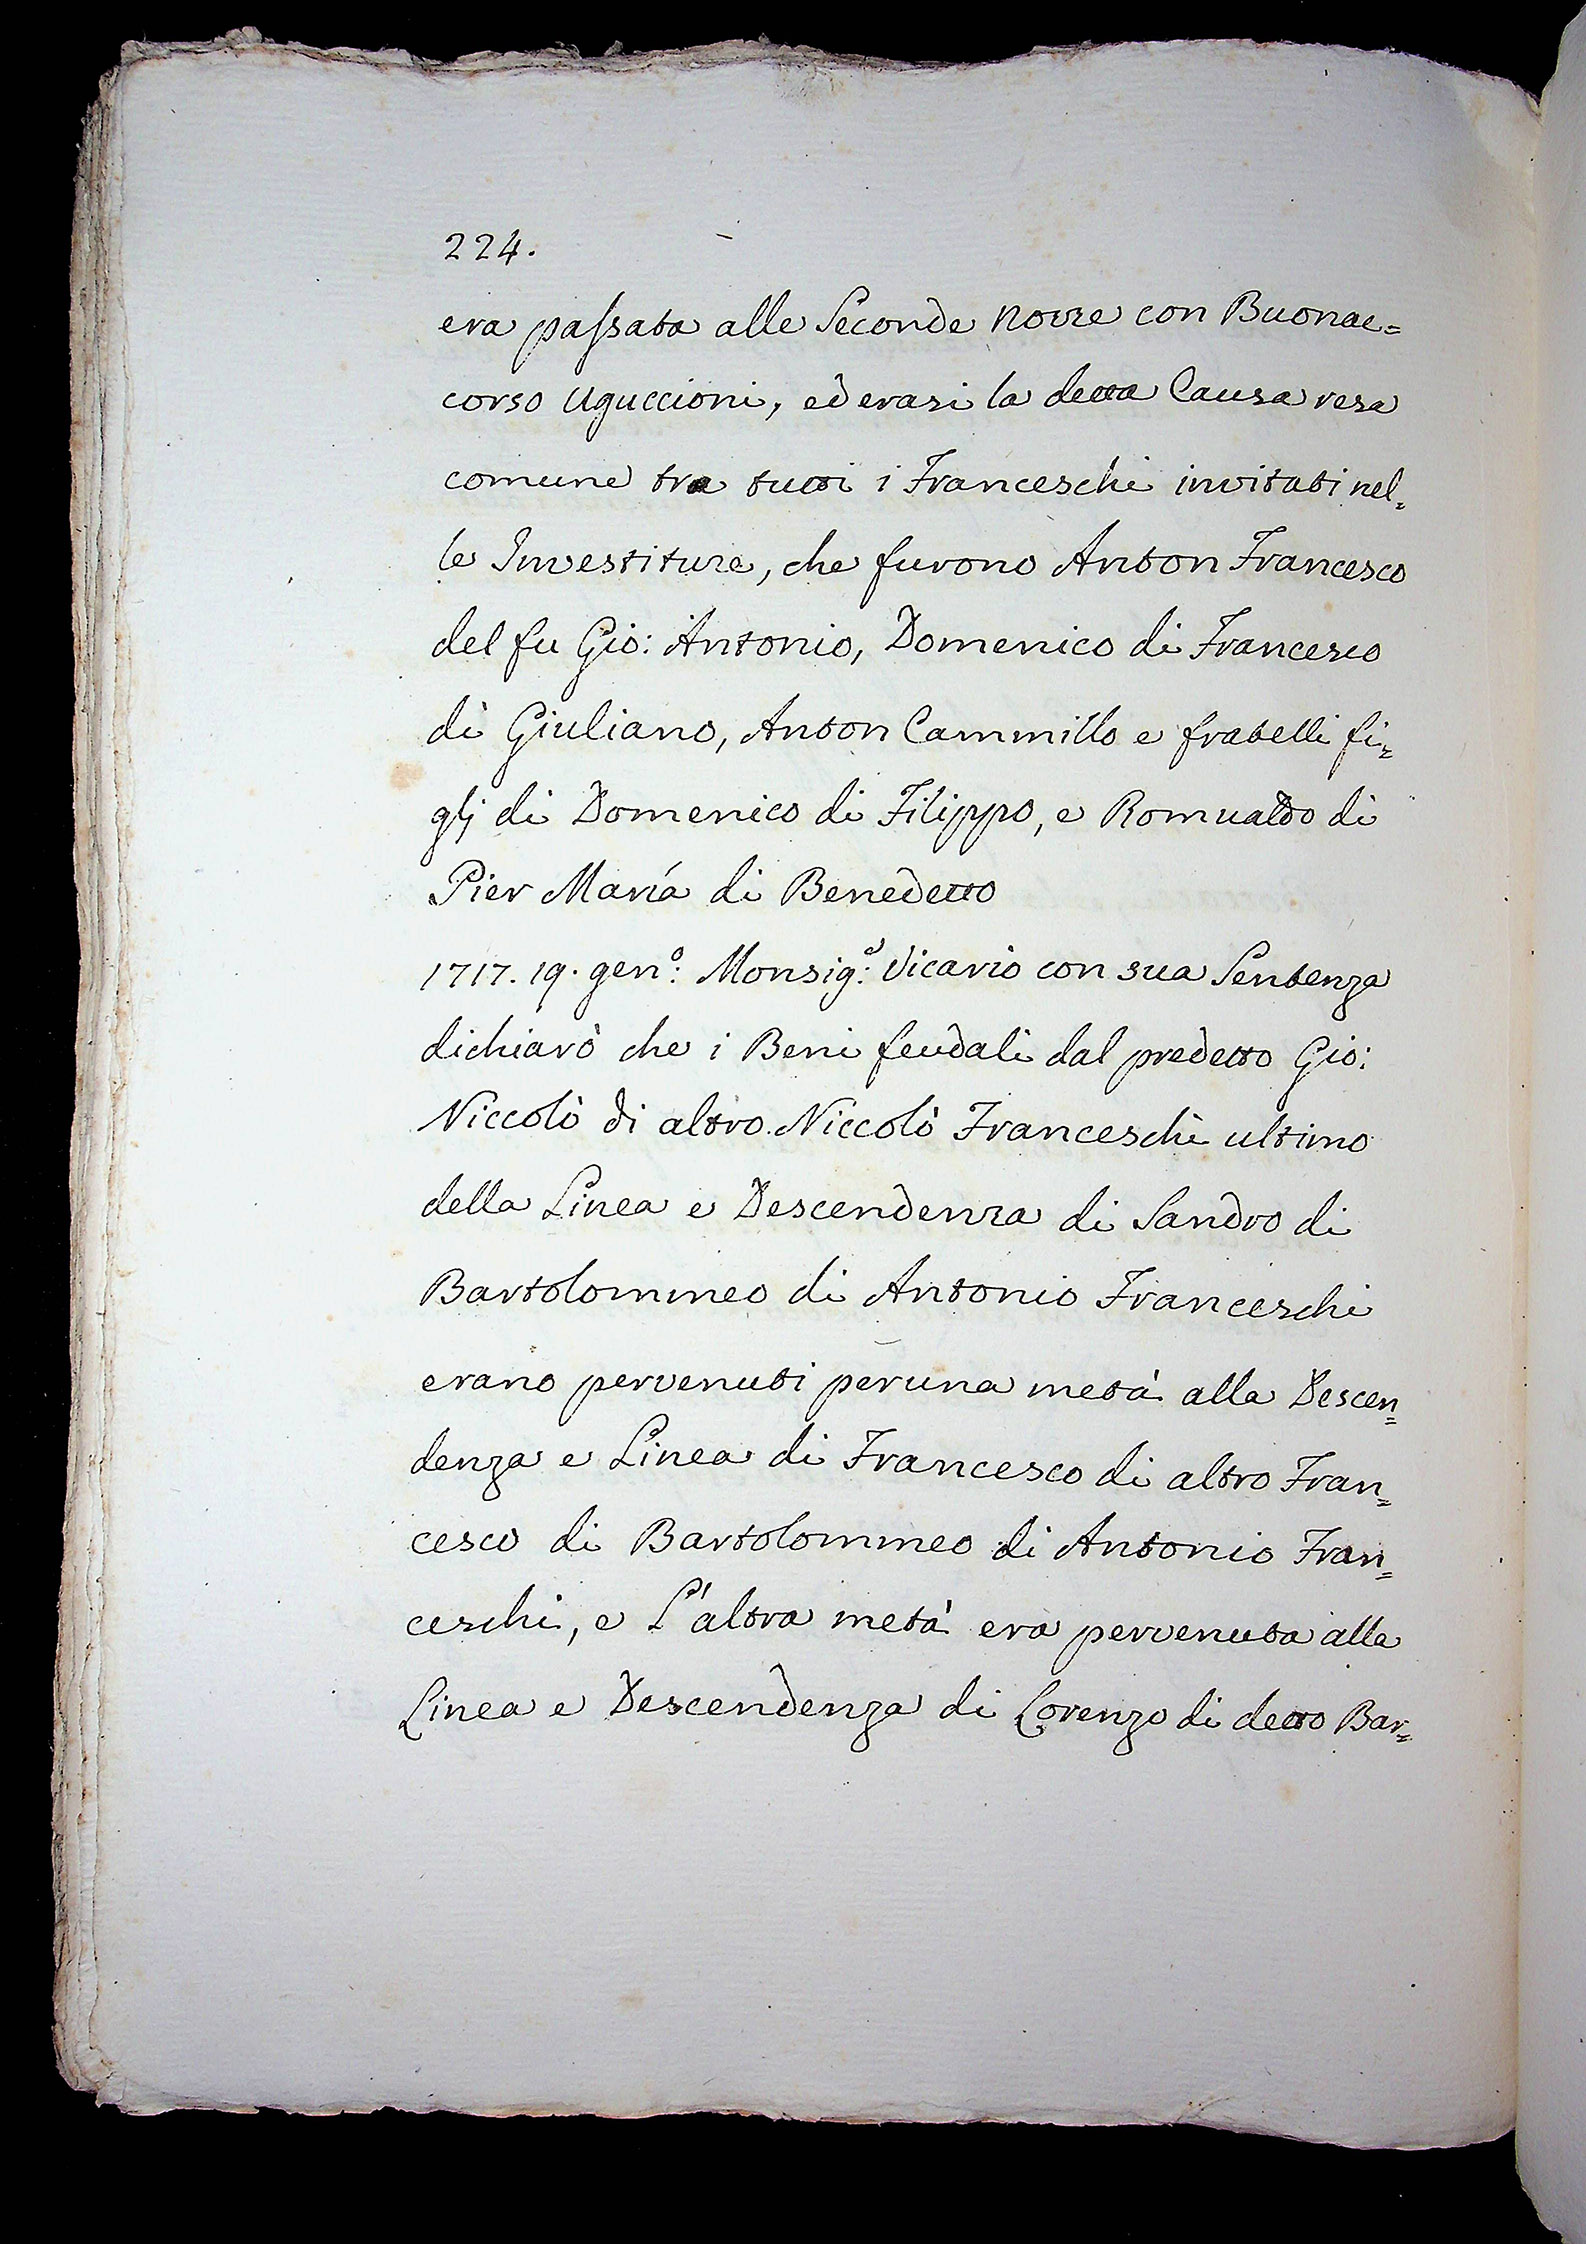 224.
era passata alle Seconde Nozze con Buonac=
corso Uguccioni, ed erasi la detta Causa resa
comune tra tutti i Franceschi invitati nel=
le Investiture, che furono Anton Francesco
del fu Gio: Antonio, Domenico di Francesco
di Giuliano, Anton Cammillo e fratelli fi=
glj di Domenico di Filippo, e Romualdo di
Pier Maria di Benedetto
1717. 19. gen.º: Monsig.ʳ: Vicario con sua Sentenza
dichiarò che i Beni feudali dal predetto Gio:
Niccolò di altro Niccolò Franceschi ultimo
della Linea e Descendenza di Sandro di
Bartolommeo di Antonio Franceschi
erano pervenuti per una metà alla Descen=
denza e Linea di Francesco di altro Fran=
cesco di Bartolommeo di Antonio Fran=
ceschi, e L'altra metà era pervenuta alla
Linea e Descendenza di Lorenzo di detto Bar=